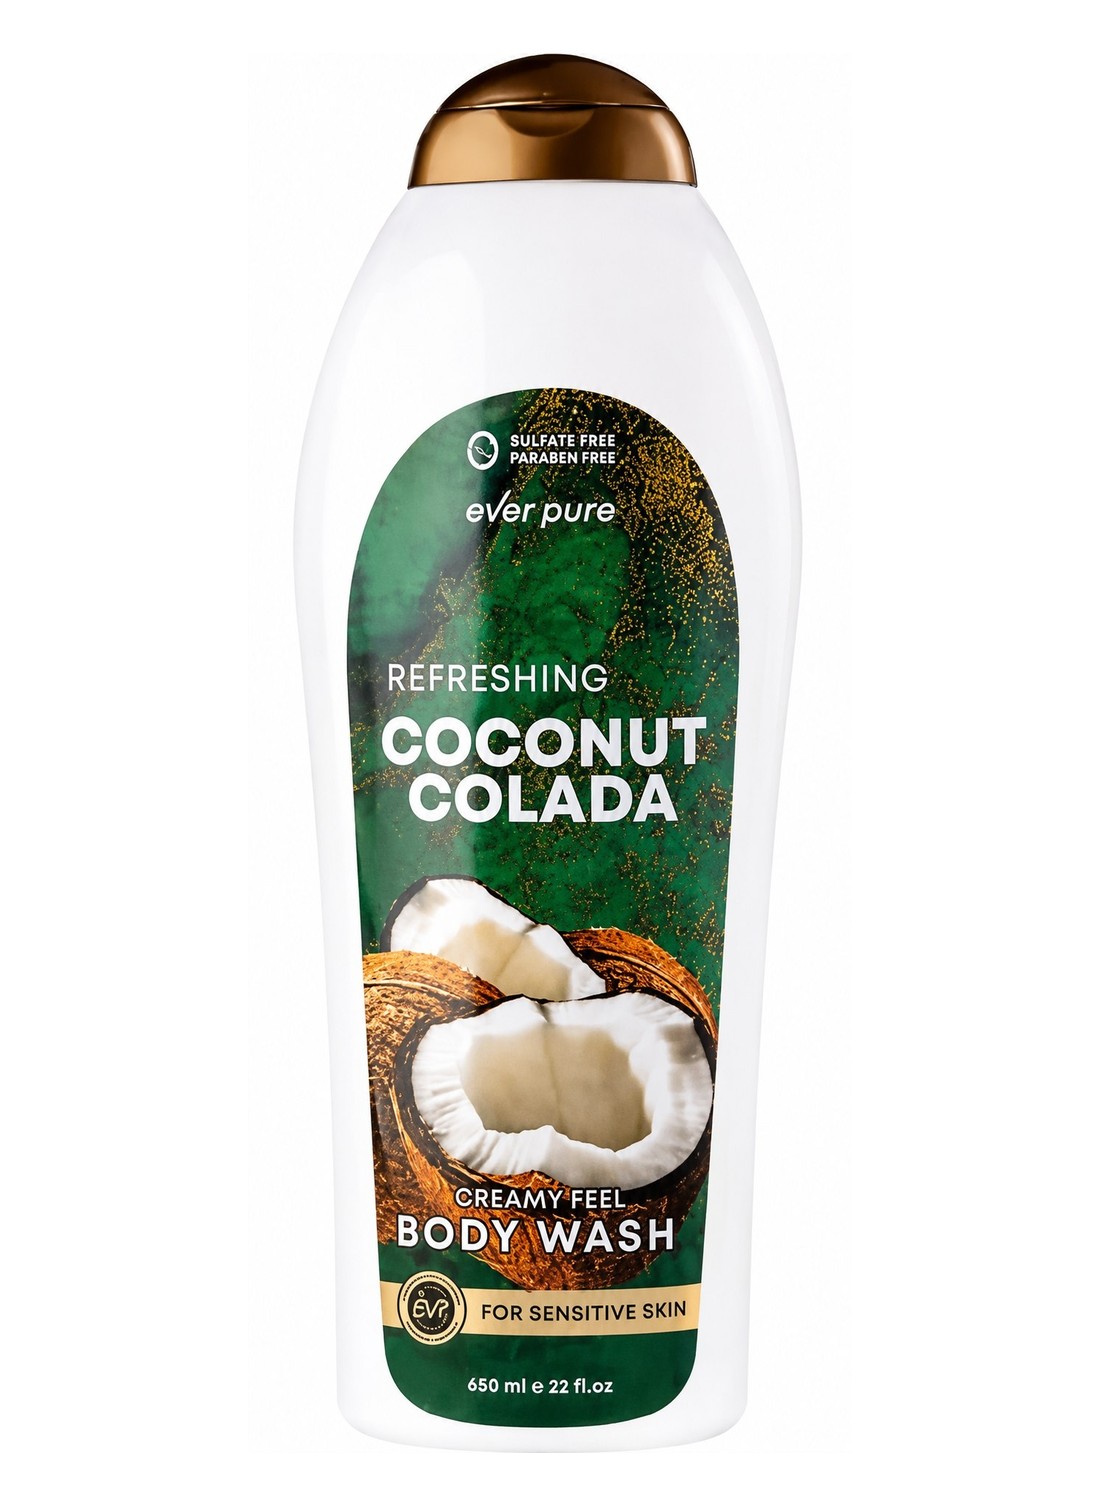 SULFATE FREE
PARABEN FREE
ever pure
REFRESHING
COCONUT
COLADA
CREAMY FEEL
BODY WASH
EVP
FOR SENSITIVE SKIN
650 ml e 22 fl.oz